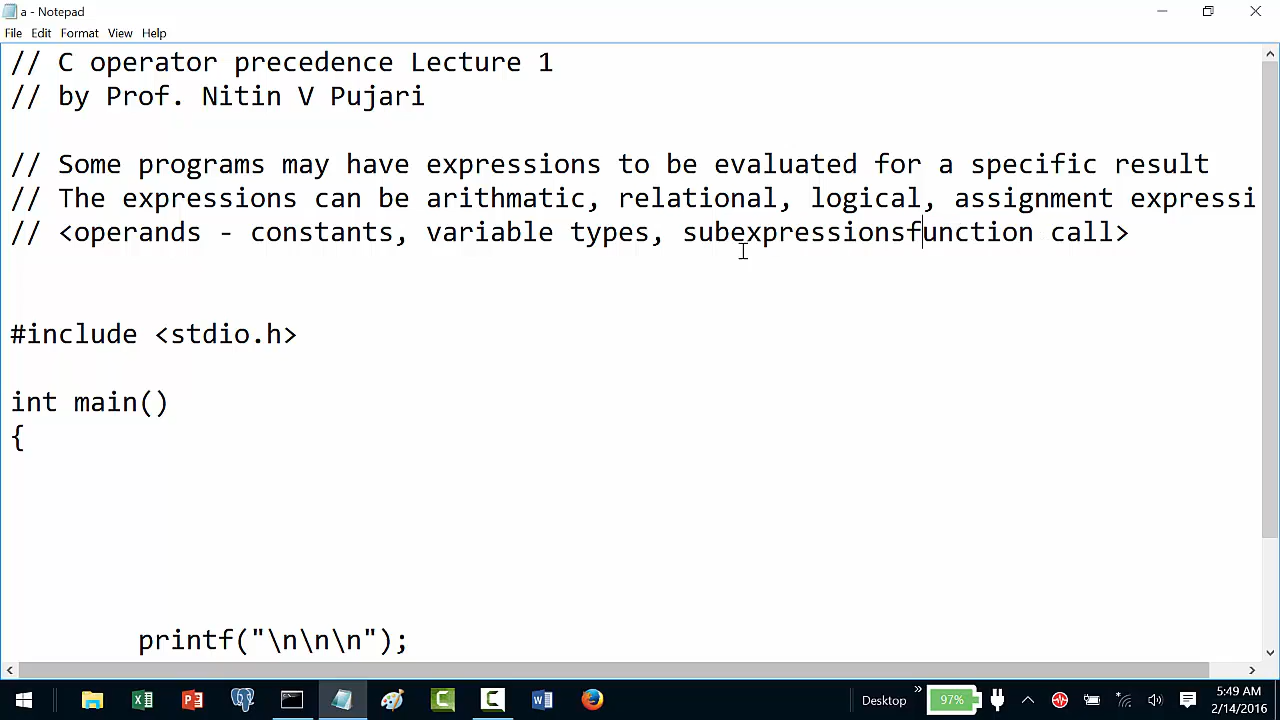 a - Notepad
File Edit Format View Help
// C operator precedence Lecture 1
// by Prof. Nitin V Pujari
// Some programs may have expressions to be evaluated for a specific result
// The expressions can be arithmatic, relational, logical, assignment expressi
// <operands - constants, variable types, subexpressionsfunction call>
#include <stdio.h>
int main()
{
printf("\n\n\n");
Desktop
97%
5:49 AM
2/14/2016